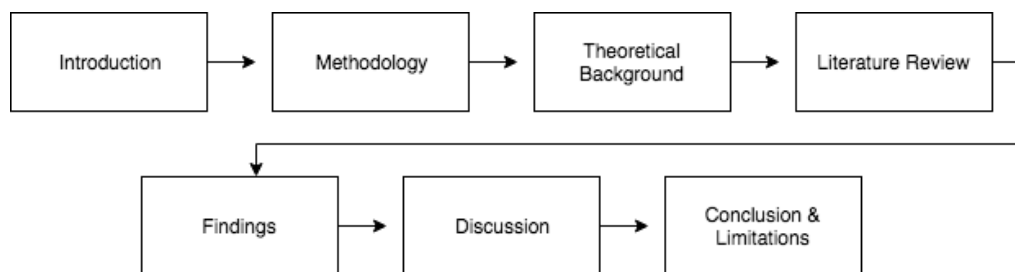 Introduction
Methodology
Theoretical
Background
Literature Review
Findings
Discussion
Conclusion &
Limitations